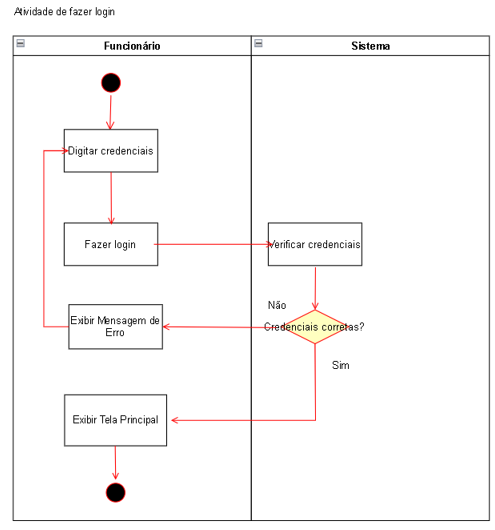 Atividade de fazer login
Funcionário
Sistema
Digitar credenciais
Fazer login
Verificar credenciais
Não
Exibir Mensagem de
Erro
Credenciais corretas?
Sim
Exibir Tela Principal